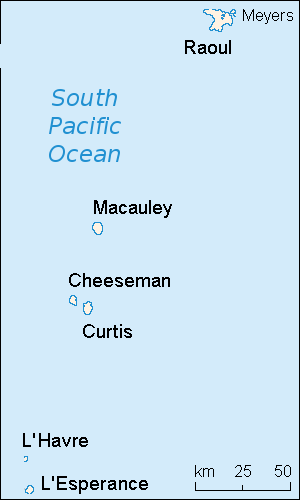 Meyers
Raoul
South
Pacific
Ocean
Macauley
Cheeseman
Curtis
L'Havre
L'Esperance
km 25 50